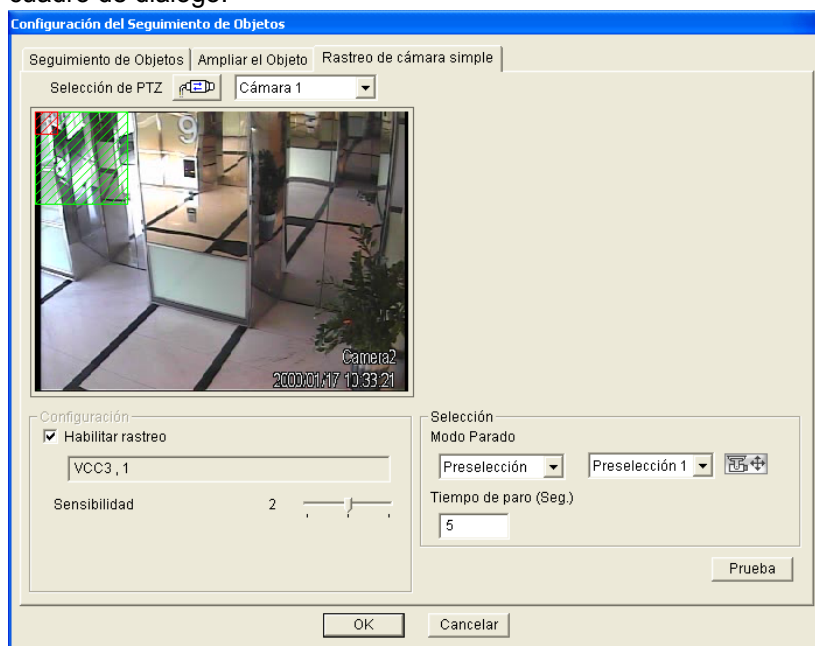 cuadro de diálogo.
Configuración del Seguimiento de Objetos
Seguimiento de Objetos Ampliar el Objeto Rastreo de cámara simple
Selección de PTZ Cámara 1
9
Camera2
2000/01/17 10:33:21
Configuración
Habilitar rastreo
VCC3 , 1
Sensibilidad 2
Selección
Modo Parado
Preselección Preselección 1
Tiempo de paro (Seg.)
5
Prueba
OK Cancelar